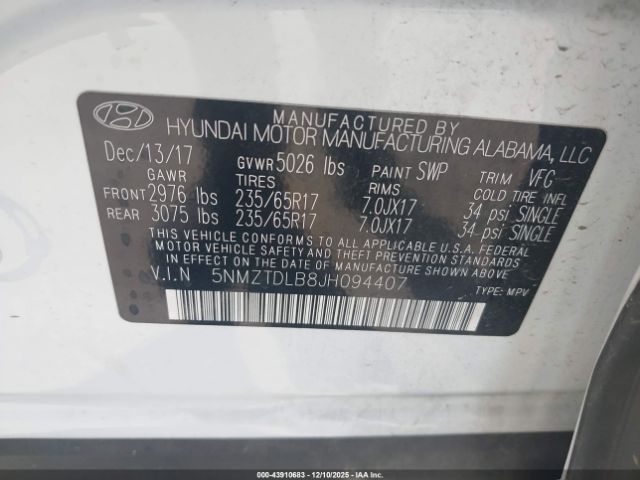 MANUFACTURED BY
HYUNDAI MOTOR MANUFACTURING ALABAMA, LLC
Dec/13/17 GVWR 5026 lbs PAINT SWP TRIM VFG
GAWR TIRES RIMS COLD TIRE INFL
FRONT 2976 lbs 235/65R17 7.0JX17 34 psi SINGLE
REAR 3075 lbs 235/65R17 7.0JX17 34 psi SINGLE
THIS VEHICLE CONFORMS TO ALL APPLICABLE U.S.A. FEDERAL
MOTOR VEHICLE SAFETY AND THEFT PREVENTION STANDARDS
IN EFFECT ON THE DATE OF MANUFACTURE SHOWN ABOVE.
V.I.N 5NMZTDLB8JH094407
TYPE: MPV
000-43910683 - 12/10/2025 - IAA Inc.